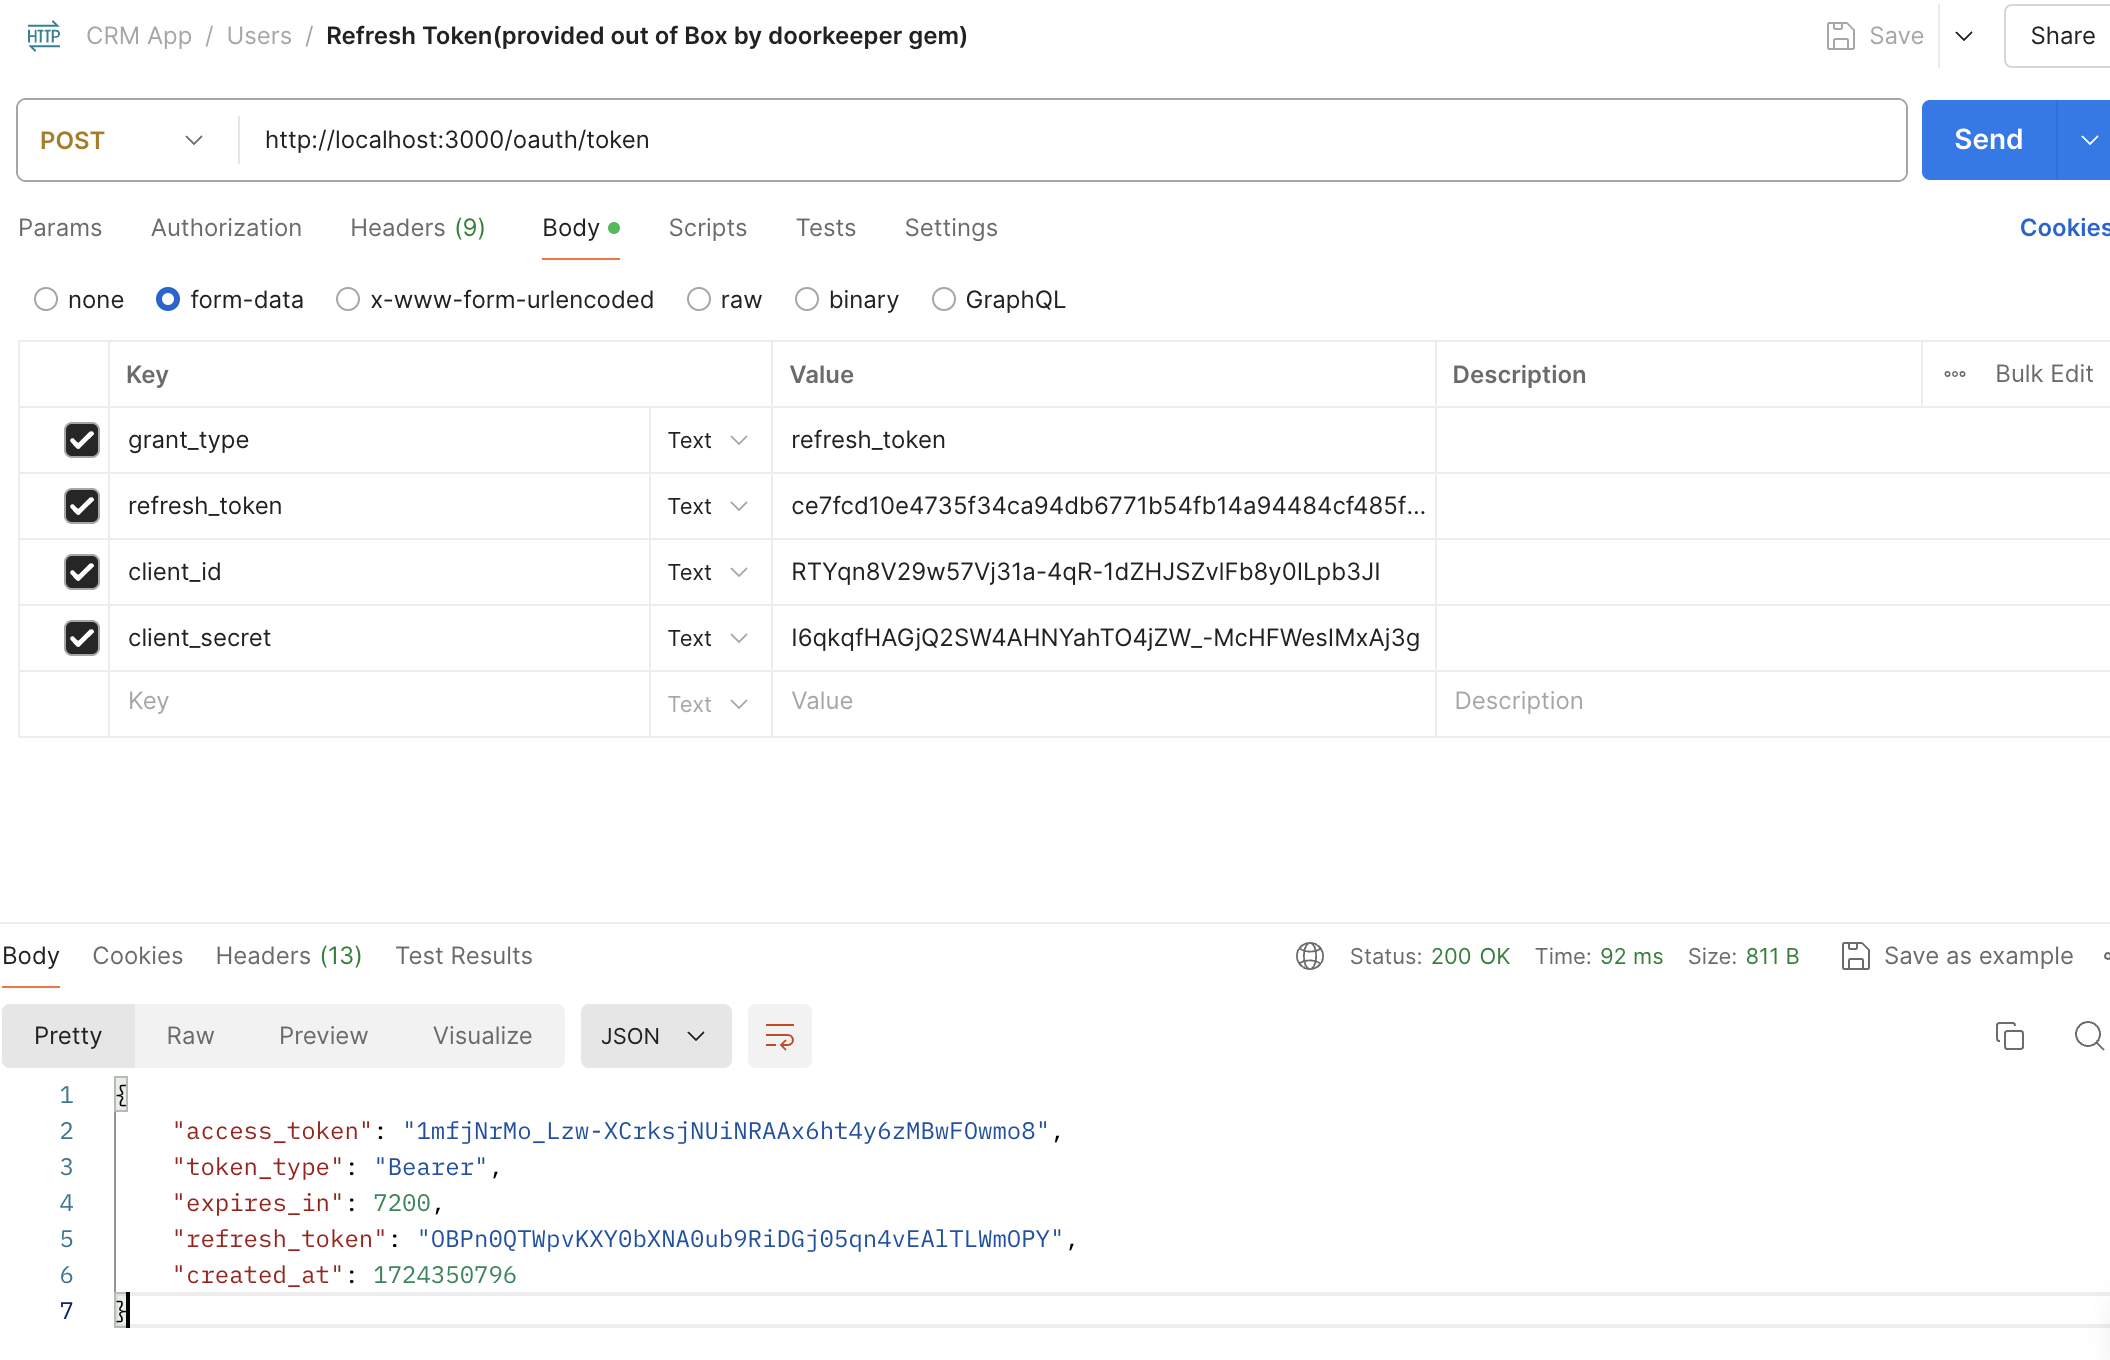 HTTP CRM App / Users / Refresh Token(provided out of Box by doorkeeper gem) Save Share
POST http://localhost:3000/oauth/token Send
Params Authorization Headers (9) Body Scripts Tests Settings Cookies
none form-data x-www-form-urlencoded raw binary GraphQL
Key Value Description Bulk Edit
grant_type Text refresh_token
refresh_token Text ce7fcd10e4735f34ca94db6771b54fb14a94484cf485f...
client_id Text RTYqn8V29w57Vj31a-4qR-1dZHJSZvlFb8y0lLpb3JI
client_secret Text I6qkqfHAGjQ2SW4AHNYahTO4jZW_-McHFWeslMxAj3g
Key Text Value Description
Body Cookies Headers (13) Test Results Status: 200 OK Time: 92 ms Size: 811 B Save as example
Pretty Raw Preview Visualize JSON
1 {
2 "access_token": "1mfjNrMo_Lzw-XCrksjNUiNRAAx6ht4y6zMBwFOwmo8",
3 "token_type": "Bearer",
4 "expires_in": 7200,
5 "refresh_token": "OBPn0QTWpvKXY0bXNA0ub9RiDGj05qn4vEAlTLWmOPY",
6 "created_at": 1724350796
7 }